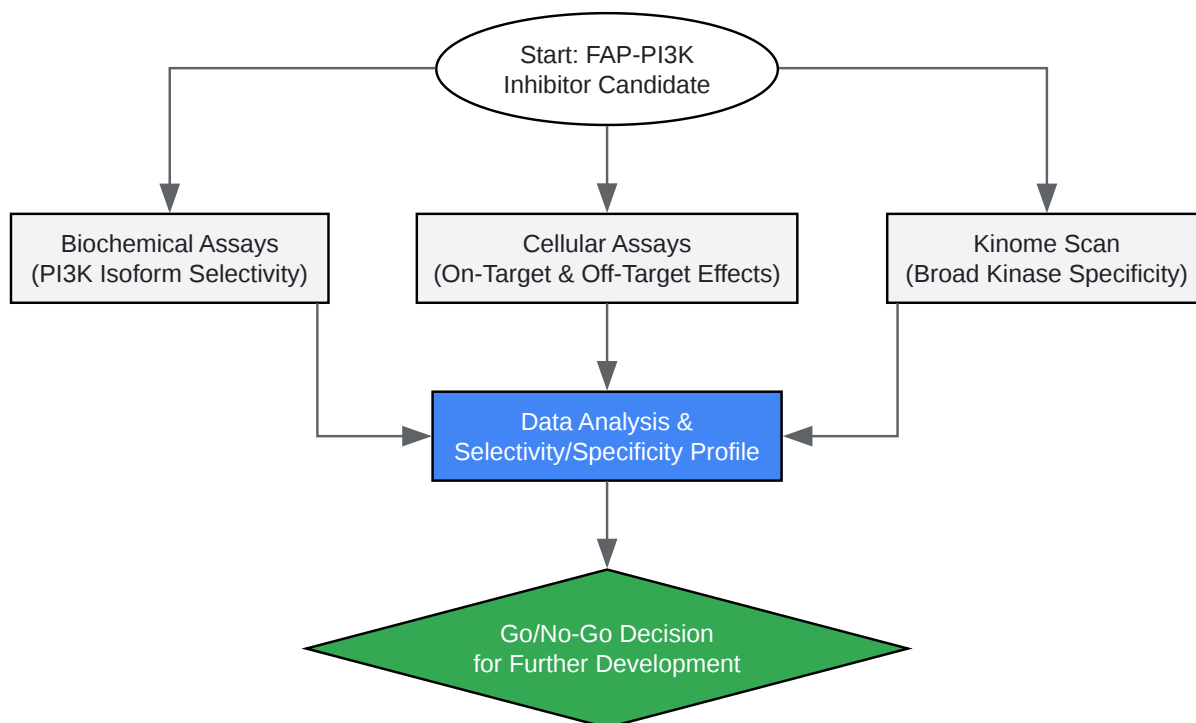 Start: FAP-PI3K
Inhibitor Candidate
Biochemical Assays
(PI3K Isoform Selectivity)
Cellular Assays
(On-Target & Off-Target Effects)
Kinome Scan
(Broad Kinase Specificity)
Data Analysis &
Selectivity/Specificity Profile
Go/No-Go Decision
for Further Development